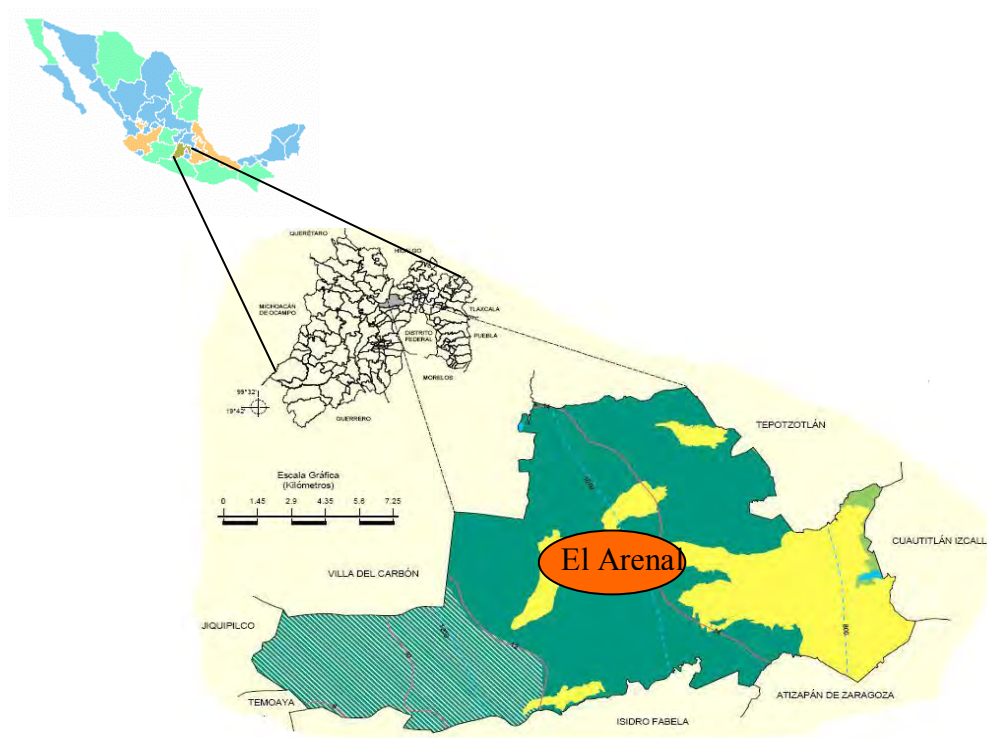 QUERÉTARO
HIDALGO
MICHOACÁN
DE OCAMPO
TLAXCALA
DISTRITO
FEDERAL
PUEBLA
MORELOS
99°32'
19°42'
GUERRERO
TEPOTZOTLÁN
Escala Gráfica
(Kilómetros)
0 1.45 2.9 4.35 5.8 7.25
CUAUTITLÁN IZCALL
El Arenal
VILLA DEL CARBÓN
JIQUIPILCO
TEMOAYA
ATIZAPÁN DE ZARAGOZA
ISIDRO FABELA